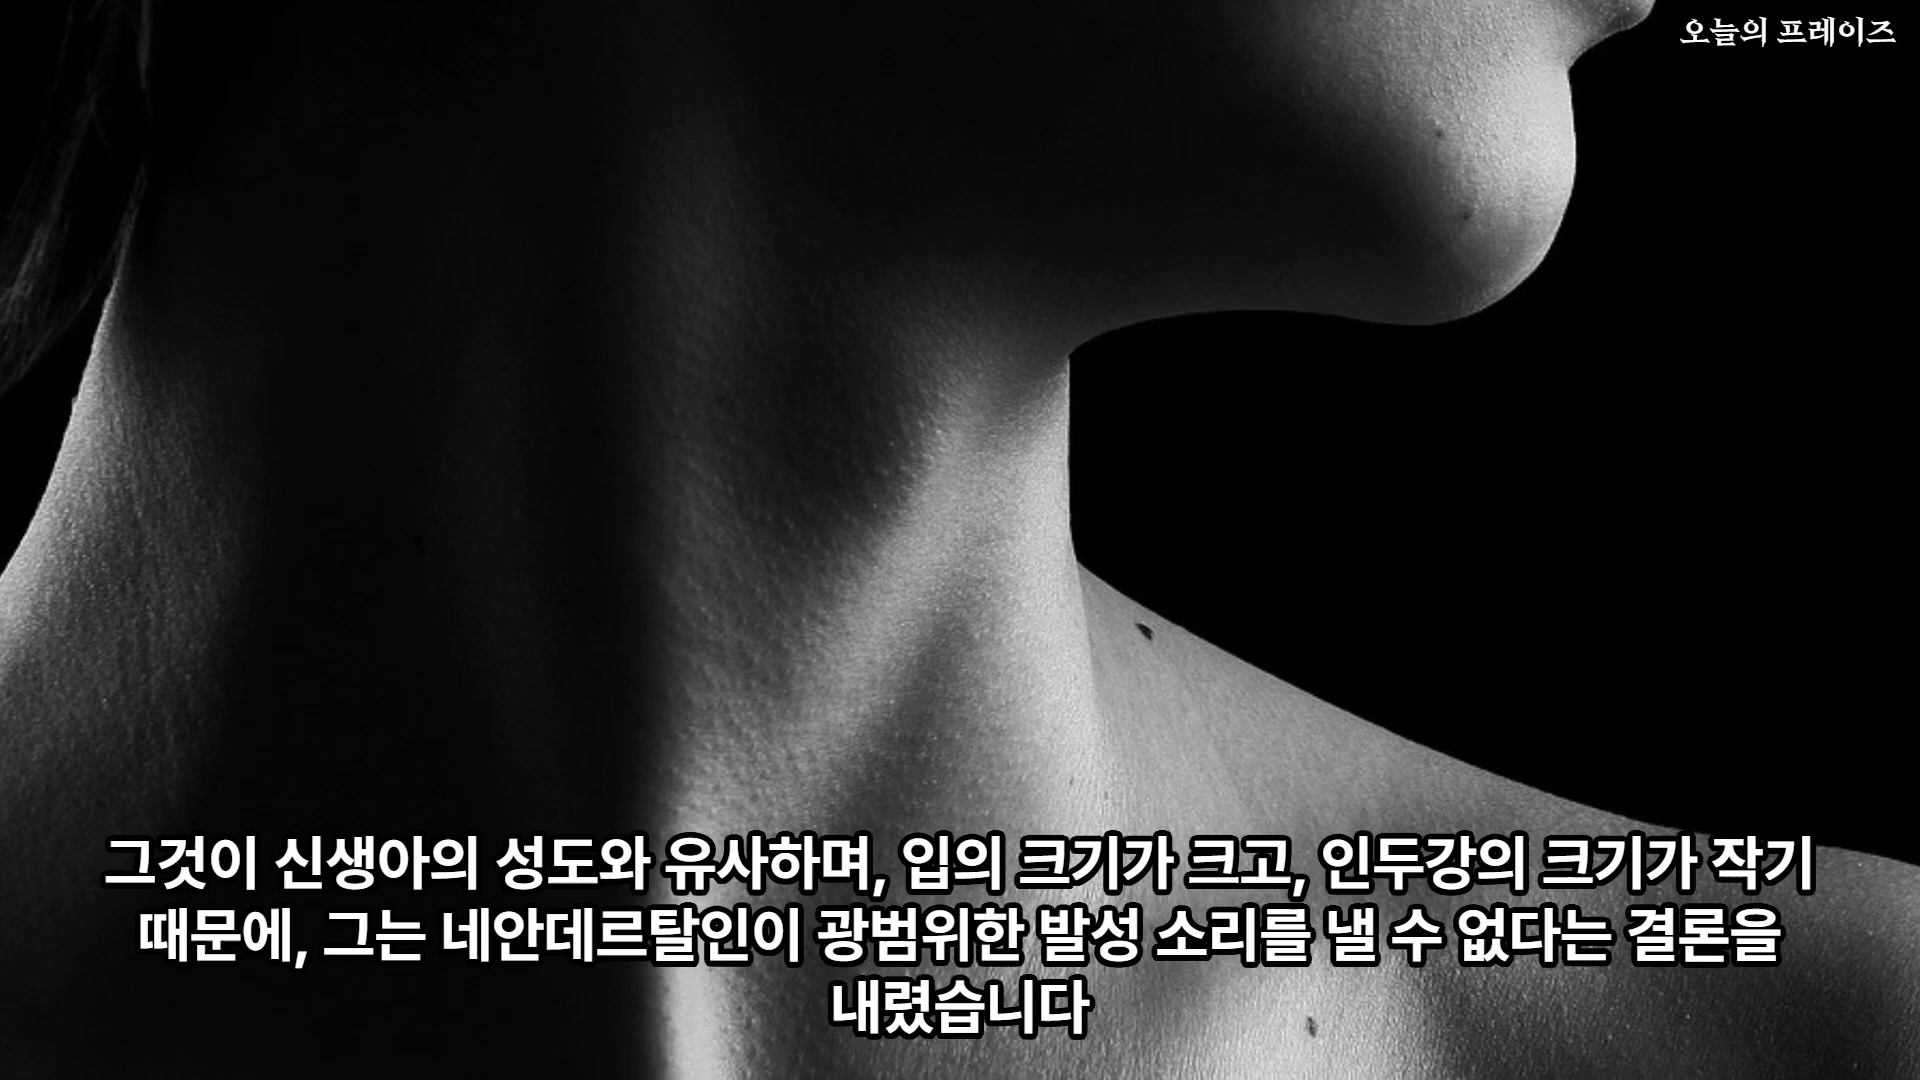 오늘의 프레이즈
그것이 신생아의 성도와 유사하며, 입의 크기가 크고, 인두강의 크기가 작기
때문에, 그는 네안데르탈인이 광범위한 발성 소리를 낼 수 없다는 결론을
내렸습니다